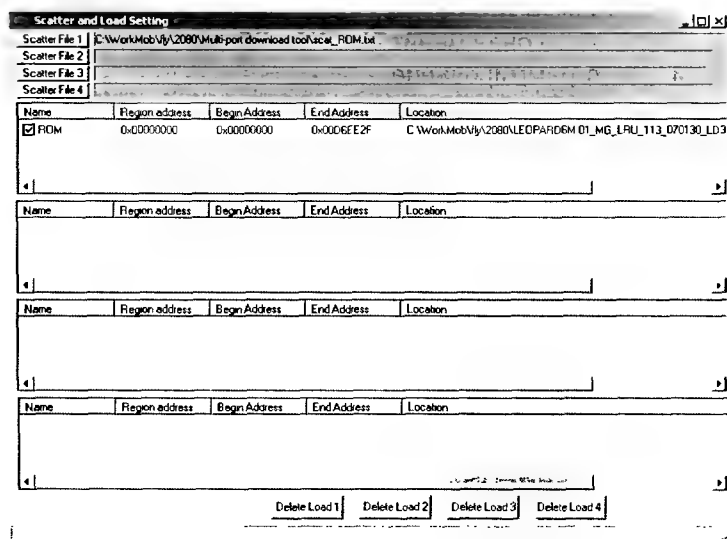 Scatter and Load Setting
Scatter File 1 C:\WorkMob\fly\2080\Multi-port download tool\scat_ROM.txt
Scatter File 2
Scatter File 3
Scatter File 4
Name Region address Begin Address End Address Location
ROM 0x00000000 0x00000000 0x00D6FE2F C:\WorkMob\fly\2080\LEOPARD6M.01_MG_LRU_113_070130_LD3
Name Region address Begin Address End Address Location
Name Region address Begin Address End Address Location
Name Region address Begin Address End Address Location
Delete Load 1 Delete Load 2 Delete Load 3 Delete Load 4